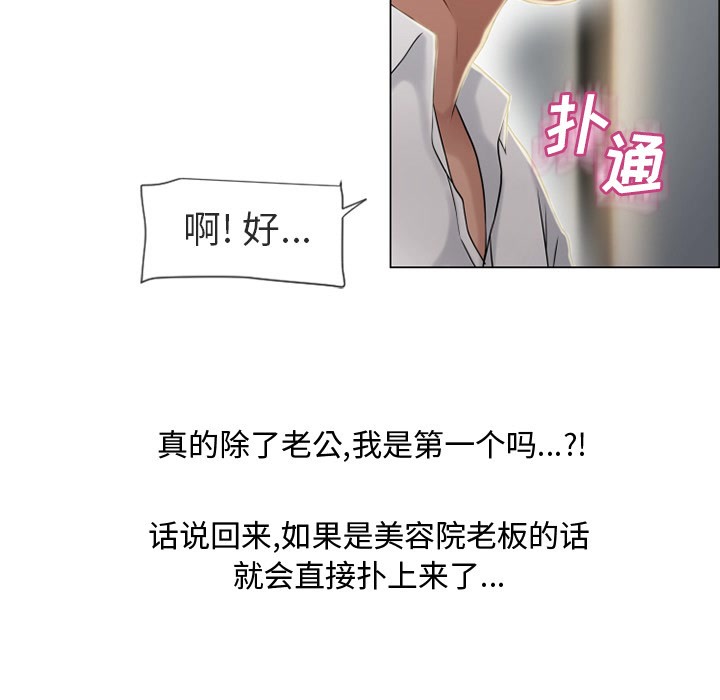 扑通
啊! 好...
真的除了老公,我是第一个吗...?!
话说回来,如果是美容院老板的话
就会直接扑上来了...